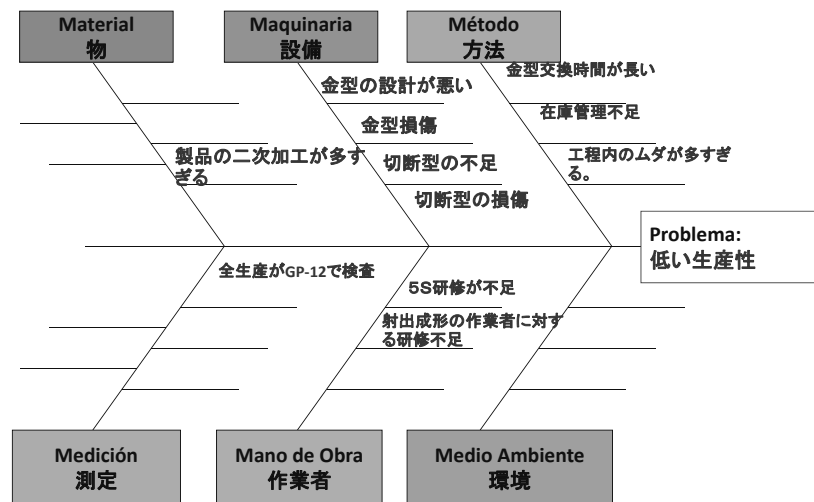 Material
物
Maquinaria
設備
Método
方法
金型の設計が悪い
金型損傷
切断型の不足
切断型の損傷
金型交換時間が長い
在庫管理不足
工程内のムダが多すぎ
る。
製品の二次加工が多す
ぎる
Problema:
低い生産性
全生産がGP-12で検査
5S研修が不足
射出成形の作業者に対す
る研修不足
Medición
測定
Mano de Obra
作業者
Medio Ambiente
環境